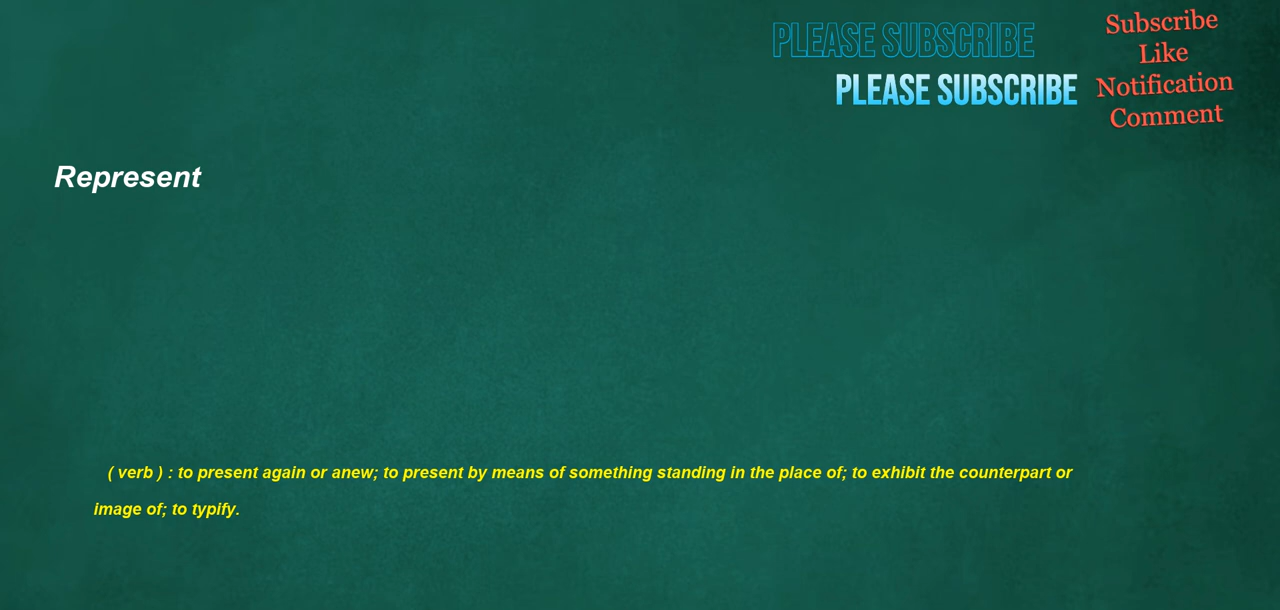 PLEASE SUBSCRIBE
PLEASE SUBSCRIBE
Subscribe
Like
Notification
Comment
Represent
( verb ) : to present again or anew; to present by means of something standing in the place of; to exhibit the counterpart or
image of; to typify.